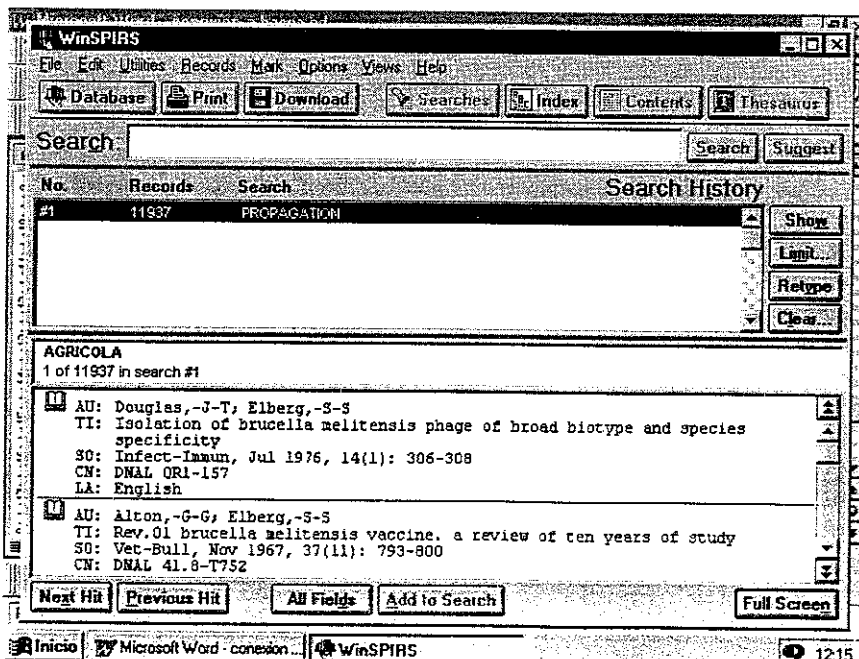 WinSPIRS
File Edit Utilities Records Mark Options Views Help
Database Print Download Searches Index Contents Thesaurus
Search Search Suggest
No. Records Search Search History
#1 11937 PROPAGATION
Show
Limit...
Retype
Clear...
AGRICOLA
1 of 11937 in search #1
AU: Douglas,-J-T; Elberg,-S-S
TI: Isolation of brucella melitensis phage of broad biotype and species
specificity
SO: Infect-Immun, Jul 1976, 14(1): 306-308
CN: DNAL QR1-157
LA: English
AU: Alton,-G-G; Elberg,-S-S
TI: Rev.01 brucella melitensis vaccine. a review of ten years of study
SO: Vet-Bull, Nov 1967, 37(11): 793-800
CN: DNAL 41.8-T752
Next Hit Previous Hit All Fields Add to Search Full Screen
Inicio Microsoft Word - conexion... WinSPIRS 12:15